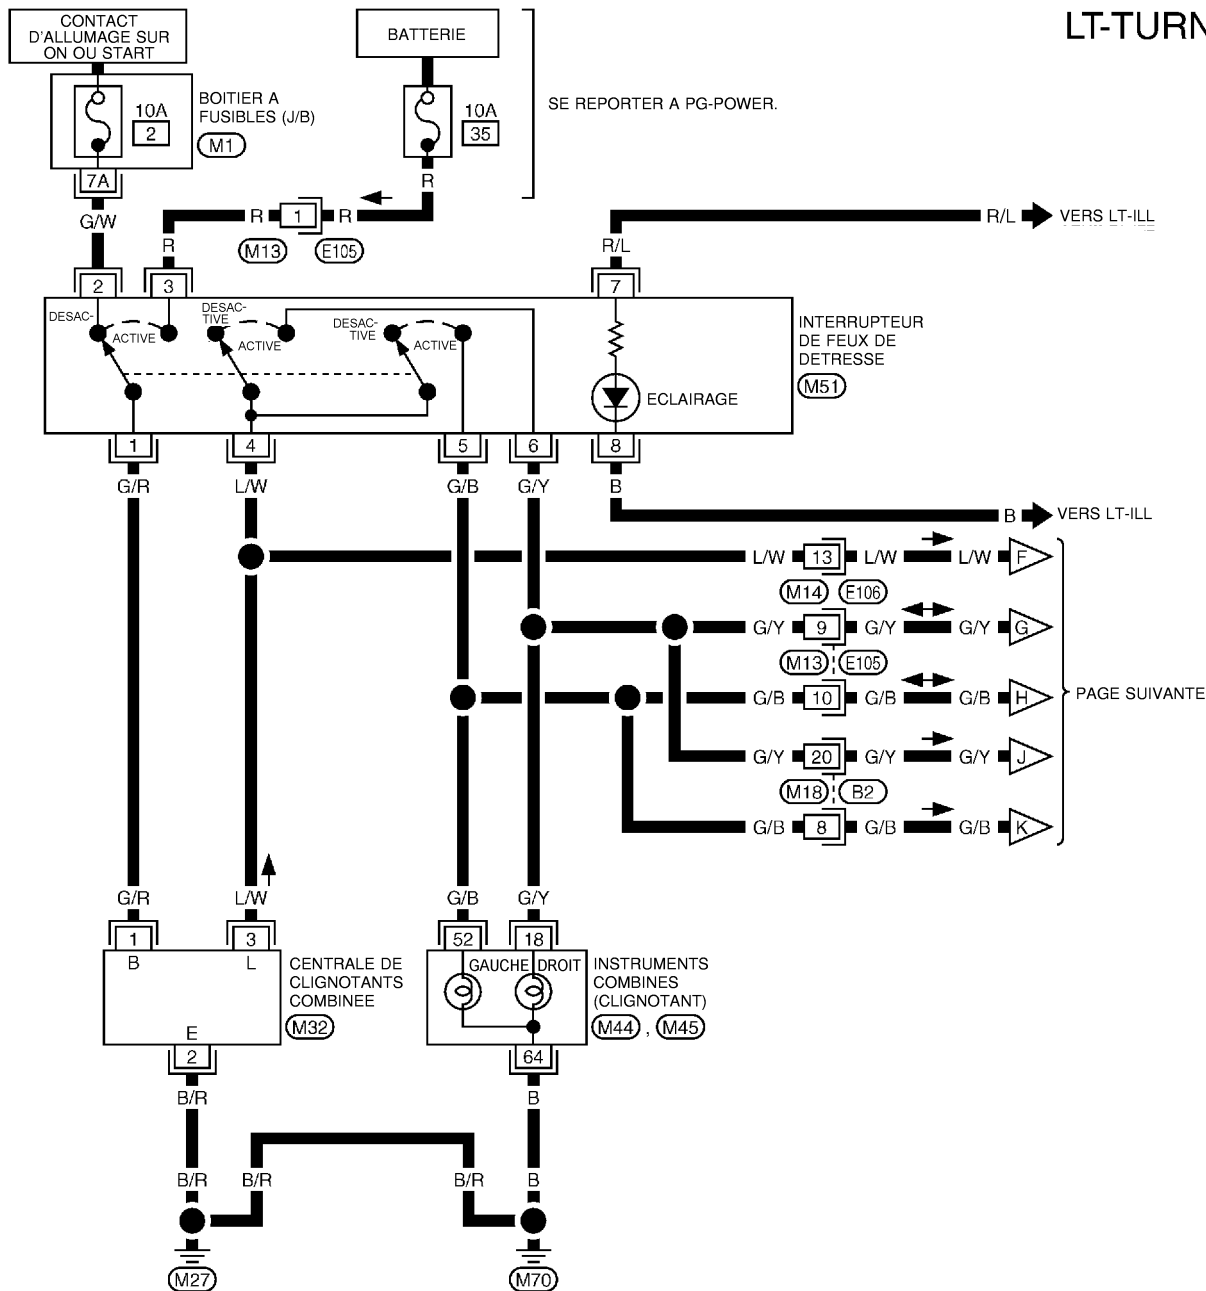 LT-TURN
CONTACT
D'ALLUMAGE SUR
ON OU START
BATTERIE
10A
2
BOITIER A
FUSIBLES (J/B)
M1
10A
35
SE REPORTER A PG-POWER.
7A
G/W
R
R
1
R
M13
E105
R
R/L
VERS LT-ILL
R/L
2
3
7
DESAC-
ACTIVE
DESAC-
TIVE
ACTIVE
DESAC-
TIVE
ACTIVE
ECLAIRAGE
INTERRUPTEUR
DE FEUX DE
DETRESSE
M51
1
4
5
6
8
G/R
L/W
G/B
G/Y
B
B
VERS LT-ILL
L/W
13
L/W
L/W
F
M14
E106
G/Y
9
G/Y
G/Y
G
M13
E105
G/B
10
G/B
G/B
H
PAGE SUIVANTE
G/Y
20
G/Y
G/Y
J
M18
B2
G/B
8
G/B
G/B
K
G/R
L/W
G/B
G/Y
1
3
52
18
B
L
E
CENTRALE DE
CLIGNOTANTS
COMBINEE
M32
GAUCHE
DROIT
INSTRUMENTS
COMBINES
(CLIGNOTANT)
M44 , M45
2
64
B/R
B
B/R
B/R
B/R
B
M27
M70